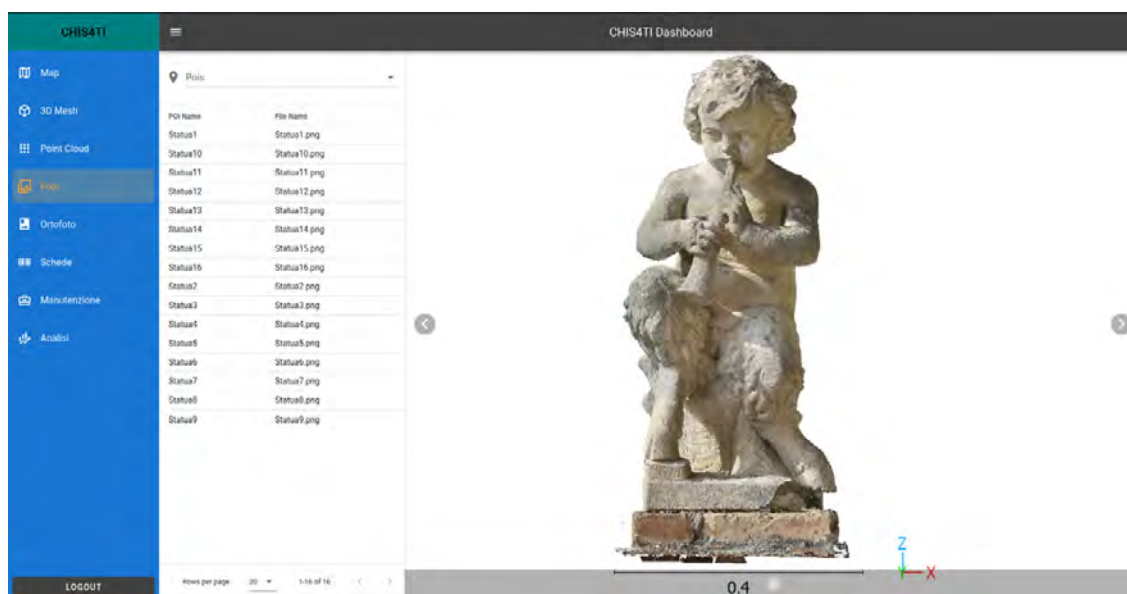 CHIS4TI
CHIS4TI Dashboard
Map
3D Mesh
Point Cloud
Pois
Ortofoto
Schede
Manutenzione
Analisi
LOGOUT
Pois
POI Name File Name
Statua1 Statua1.png
Statua10 Statua10.png
Statua11 Statua11.png
Statua12 Statua12.png
Statua13 Statua13.png
Statua14 Statua14.png
Statua15 Statua15.png
Statua16 Statua16.png
Statua2 Statua2.png
Statua3 Statua3.png
Statua4 Statua4.png
Statua5 Statua5.png
Statua6 Statua6.png
Statua7 Statua7.png
Statua8 Statua8.png
Statua9 Statua9.png
Rows per page 20 1-16 of 16
0.4
Z
Y X